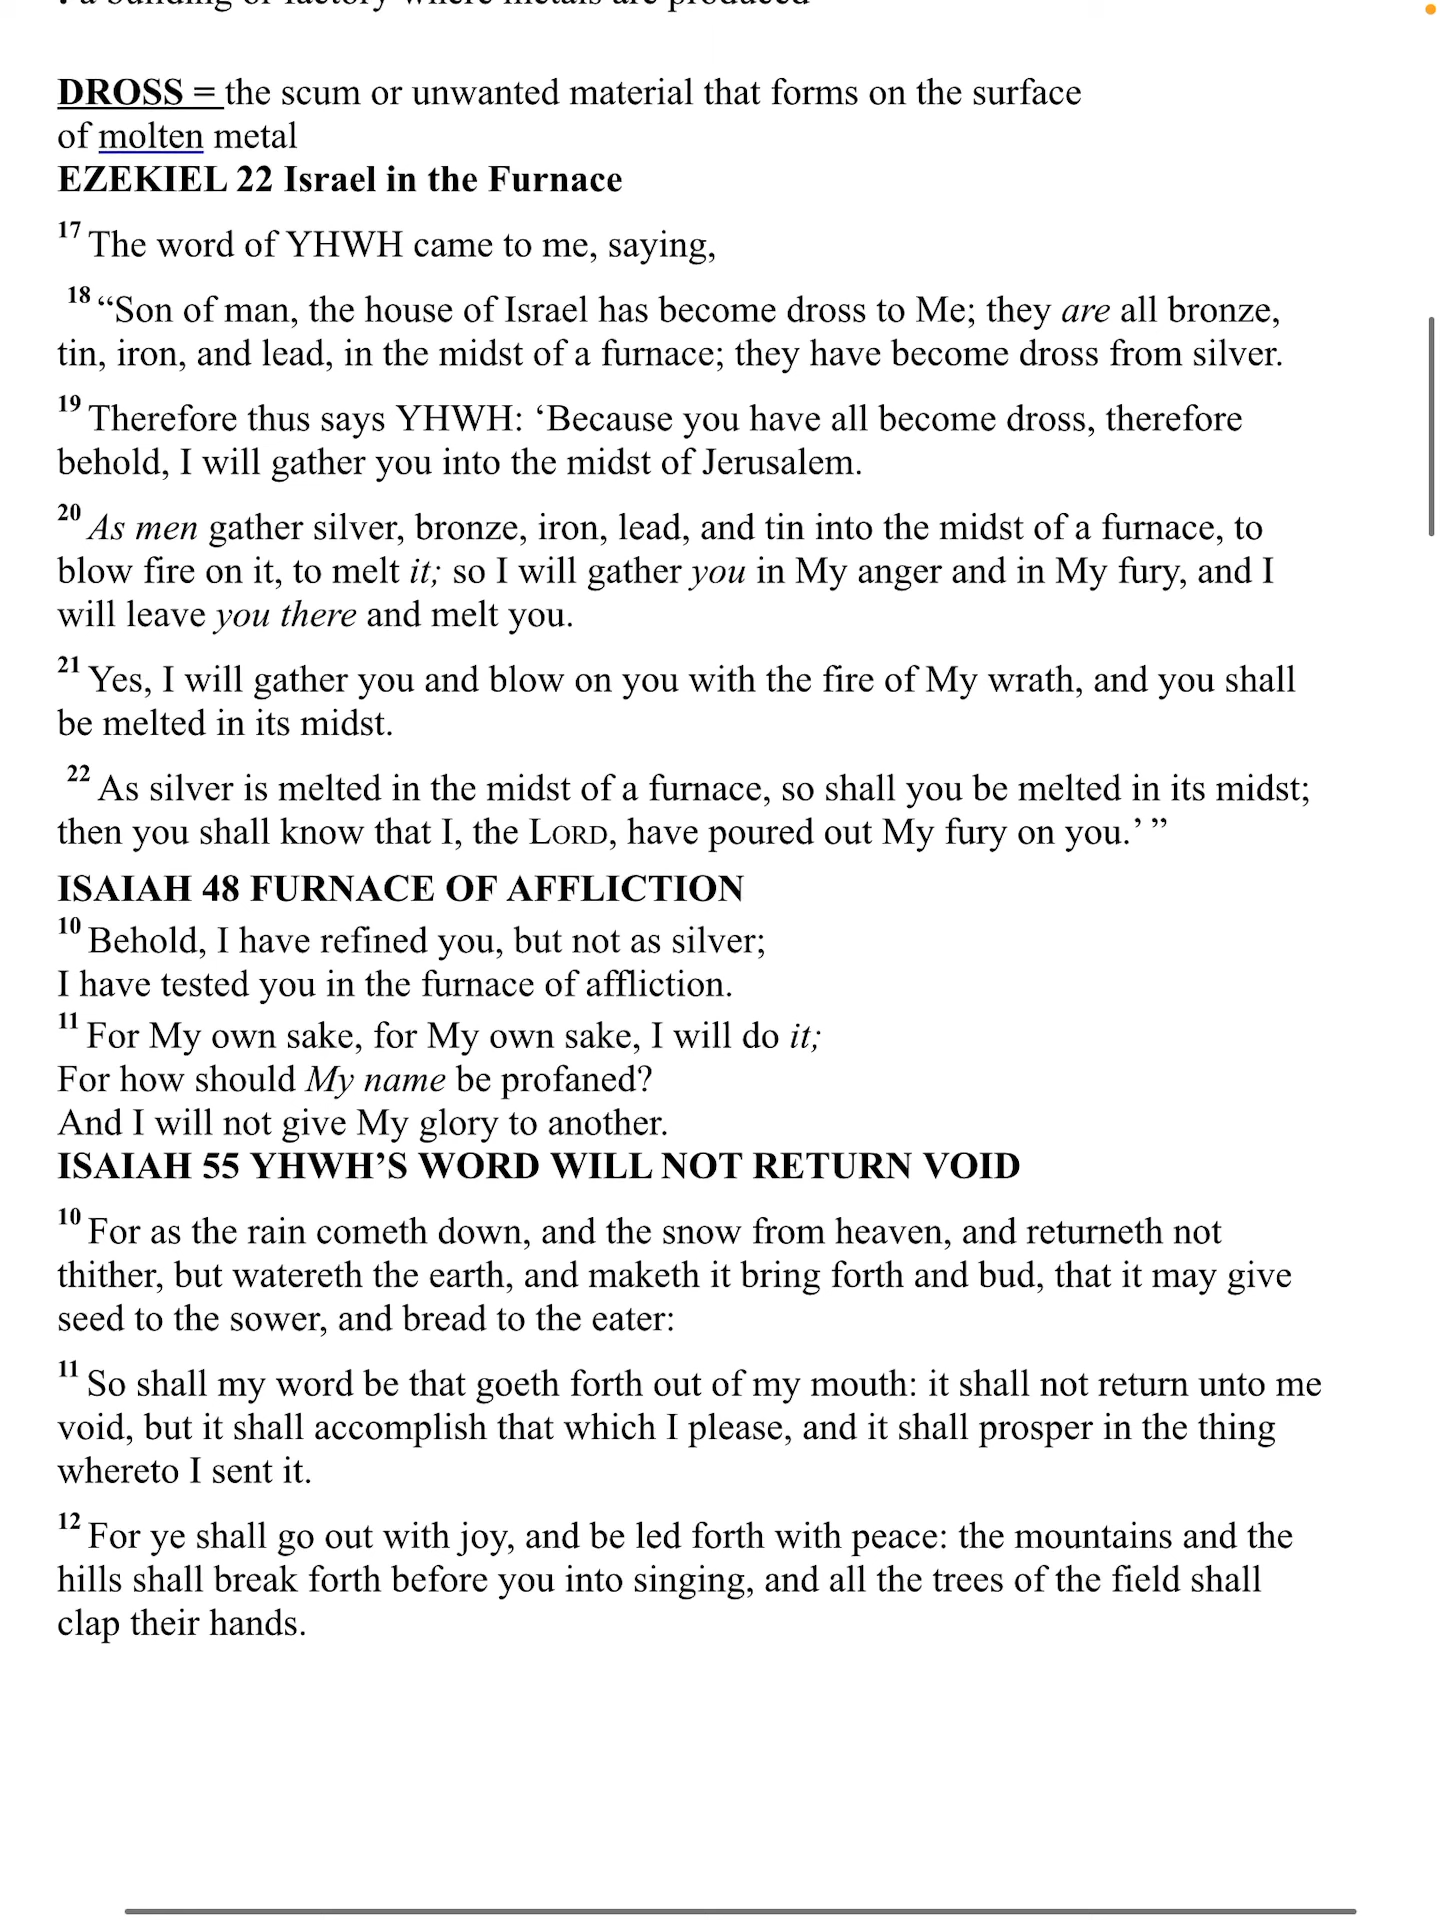 : a building or factory where metals are produced
DROSS = the scum or unwanted material that forms on the surface
of molten metal
EZEKIEL 22 Israel in the Furnace
17 The word of YHWH came to me, saying,
18 “Son of man, the house of Israel has become dross to Me; they are all bronze,
tin, iron, and lead, in the midst of a furnace; they have become dross from silver.
19 Therefore thus says YHWH: ‘Because you have all become dross, therefore
behold, I will gather you into the midst of Jerusalem.
20 As men gather silver, bronze, iron, lead, and tin into the midst of a furnace, to
blow fire on it, to melt it; so I will gather you in My anger and in My fury, and I
will leave you there and melt you.
21 Yes, I will gather you and blow on you with the fire of My wrath, and you shall
be melted in its midst.
22 As silver is melted in the midst of a furnace, so shall you be melted in its midst;
then you shall know that I, the LORD, have poured out My fury on you.’ ”
ISAIAH 48 FURNACE OF AFFLICTION
10 Behold, I have refined you, but not as silver;
I have tested you in the furnace of affliction.
11 For My own sake, for My own sake, I will do it;
For how should My name be profaned?
And I will not give My glory to another.
ISAIAH 55 YHWH’S WORD WILL NOT RETURN VOID
10 For as the rain cometh down, and the snow from heaven, and returneth not
thither, but watereth the earth, and maketh it bring forth and bud, that it may give
seed to the sower, and bread to the eater:
11 So shall my word be that goeth forth out of my mouth: it shall not return unto me
void, but it shall accomplish that which I please, and it shall prosper in the thing
whereto I sent it.
12 For ye shall go out with joy, and be led forth with peace: the mountains and the
hills shall break forth before you into singing, and all the trees of the field shall
clap their hands.